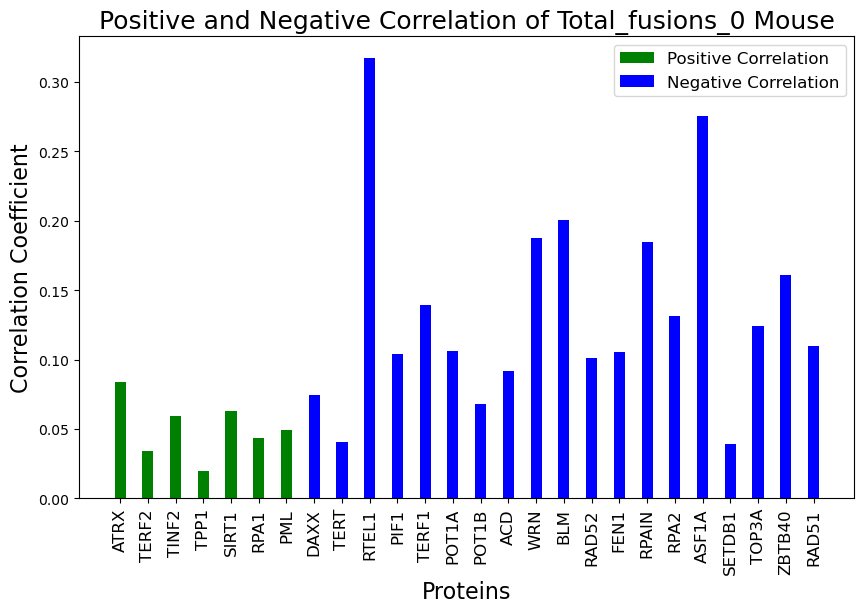 Positive and Negative Correlation of Total_fusions_0 Mouse
Positive Correlation
Negative Correlation
Correlation Coefficient
0.30
0.25
0.20
0.15
0.10
0.05
0.00
ATRX
TERF2
TINF2
TPP1
SIRT1
RPA1
PML
DAXX
TERT
RTEL1
PIF1
TERF1
POT1A
POT1B
ACD
WRN
BLM
RAD52
FEN1
RPAIN
RPA2
ASF1A
SETDB1
TOP3A
ZBTB40
RAD51
Proteins